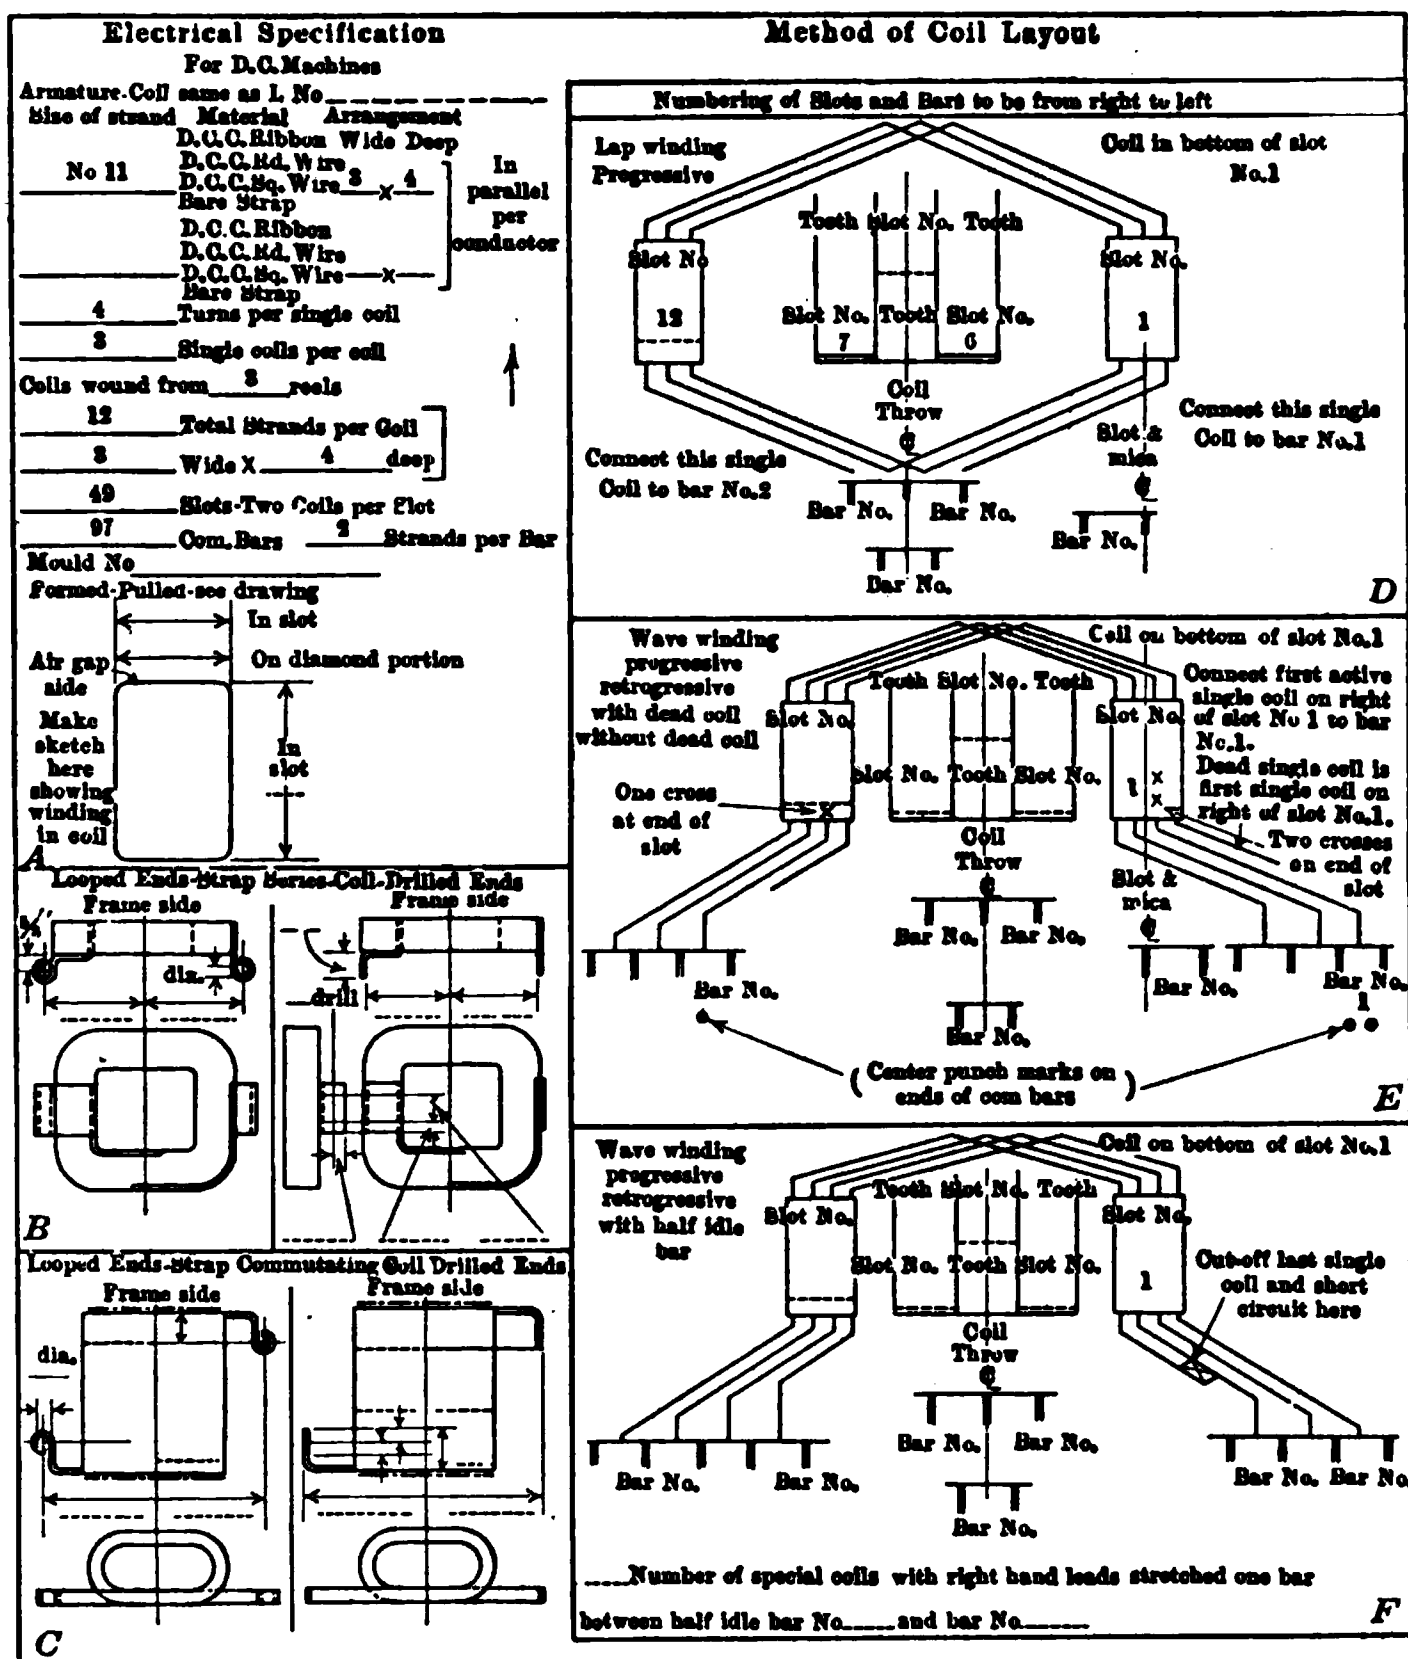 Electrical Specification
For D.C. Machines
Armature-Coil same as L No
Size of strand Material Arrangement
D.C.C. Ribbon Wide Deep
D.C.C. Rd. Wire
No 11 D.C.C. Sq. Wire 3 × 4
Bare Strap
D.C.C. Ribbon
D.C.C. Rd. Wire
D.C.C. Sq. Wire ×
Bare Strap
In
parallel
per
conductor
4 Turns per single coil
3 Single coils per coil
Coils wound from 3 reels
12 Total Strands per Coil
3 Wide × 4 deep
49 Slots-Two Coils per Slot
97 Com. Bars 2 Strands per Bar
Mould No
Formed-Pulled-see drawing
In slot
On diamond portion
Air gap
side
Make
sketch
here
showing
winding
in coil
In
slot
A
Looped Ends-Strap Series-Coil-Drilled Ends
Frame side Frame side
dia.
drill
B
Looped Ends-Strap Commutating Coil Drilled Ends
Frame side Frame side
dia.
C
Method of Coil Layout
Numbering of Slots and Bars to be from right to left
Lap winding
Progressive
Coil in bottom of slot
No.1
Tooth Slot No. Tooth
Slot No
12
Slot No. Tooth Slot No.
7 6
Slot No.
1
Coil
Throw
℄
Connect this single
Coil to bar No.2
Slot &
mica
℄
Connect this single
Coil to bar No.1
Bar No. Bar No.
Bar No.
Bar No.
D
Wave winding
progressive
retrogressive
with dead coil
without dead coil
Coil on bottom of slot No.1
Connect first active
single coil on right
of slot No 1 to bar
No.1.
Dead single coil is
first single coil on
right of slot No.1.
Two crosses
on end of
slot
Tooth Slot No. Tooth
Slot No.
Slot No. Tooth Slot No.
Slot No.
1 ×
×
One cross
at end of
slot
×
Coil
Throw
℄
Slot &
mica
℄
Bar No.
Bar No. Bar No.
Bar No.
Bar No.
Bar No.
1
(Center punch marks on
ends of com bars)
E
Wave winding
progressive
retrogressive
with half idle
bar
Coil on bottom of slot No.1
Tooth Slot No. Tooth
Slot No.
Slot No. Tooth Slot No.
Slot No.
1
Cut-off last single
coil and short
circuit here
Coil
Throw
℄
Bar No. Bar No.
Bar No. Bar No.
Bar No.
Bar No. Bar No.
Number of special coils with right hand leads stretched one bar
between half idle bar No. and bar No.
F